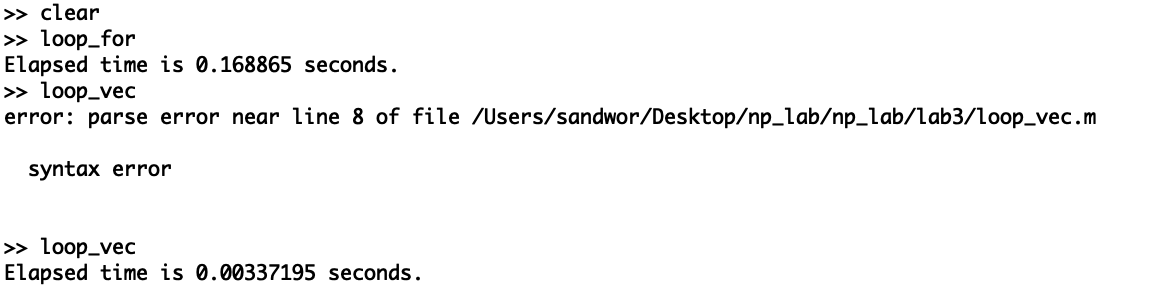 >> clear
>> loop_for
Elapsed time is 0.168865 seconds.
>> loop_vec
error: parse error near line 8 of file /Users/sandwor/Desktop/np_lab/np_lab/lab3/loop_vec.m
syntax error
>> loop_vec
Elapsed time is 0.00337195 seconds.